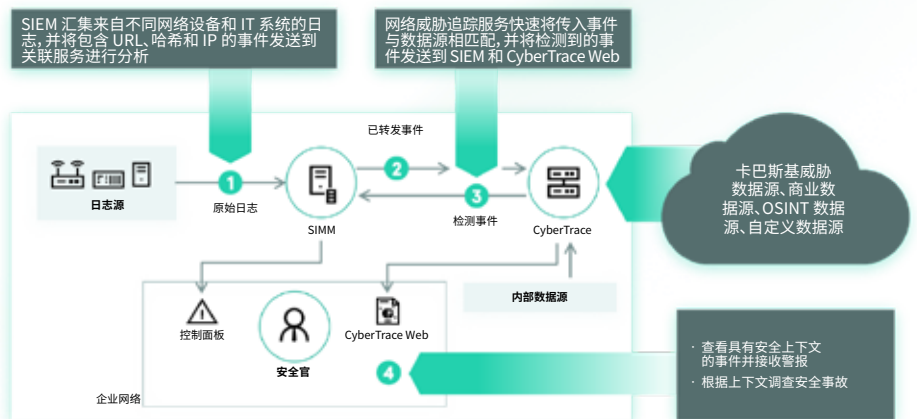 SIEM 汇集来自不同网络设备和 IT 系统的日
志,并将包含 URL、哈希和 IP 的事件发送到
关联服务进行分析
网络威胁追踪服务快速将传入事件
与数据源相匹配,并将检测到的事
件发送到 SIEM 和 CyberTrace Web
已转发事件
日志源
1
原始日志
SIMM
2
3
检测事件
CyberTrace
卡巴斯基威胁
数据源、商业数
据源、OSINT 数据
源、自定义数据源
内部数据源
控制面板
安全官
CyberTrace Web
4
企业网络
· 查看具有安全上下文
的事件并接收警报
· 根据上下文调查安全事故